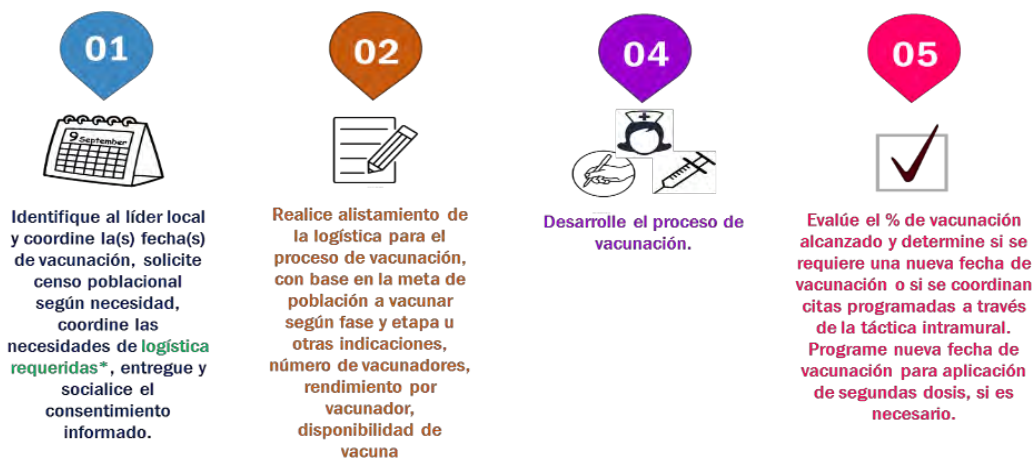 01
9 September
Identifique al líder local
y coordine la(s) fecha(s)
de vacunación, solicite
censo poblacional
según necesidad,
coordine las
necesidades de logística
requeridas*, entregue y
socialice el
consentimiento
informado.
02
Realice alistamiento de
la logística para el
proceso de vacunación,
con base en la meta de
población a vacunar
según fase y etapa u
otras indicaciones,
número de vacunadores,
rendimiento por
vacunador,
disponibilidad de
vacuna
04
Desarrolle el proceso de
vacunación.
05
Evalúe el % de vacunación
alcanzado y determine si se
requiere una nueva fecha de
vacunación o si se coordinan
citas programadas a través
de la táctica intramural.
Programe nueva fecha de
vacunación para aplicación
de segundas dosis, si es
necesario.